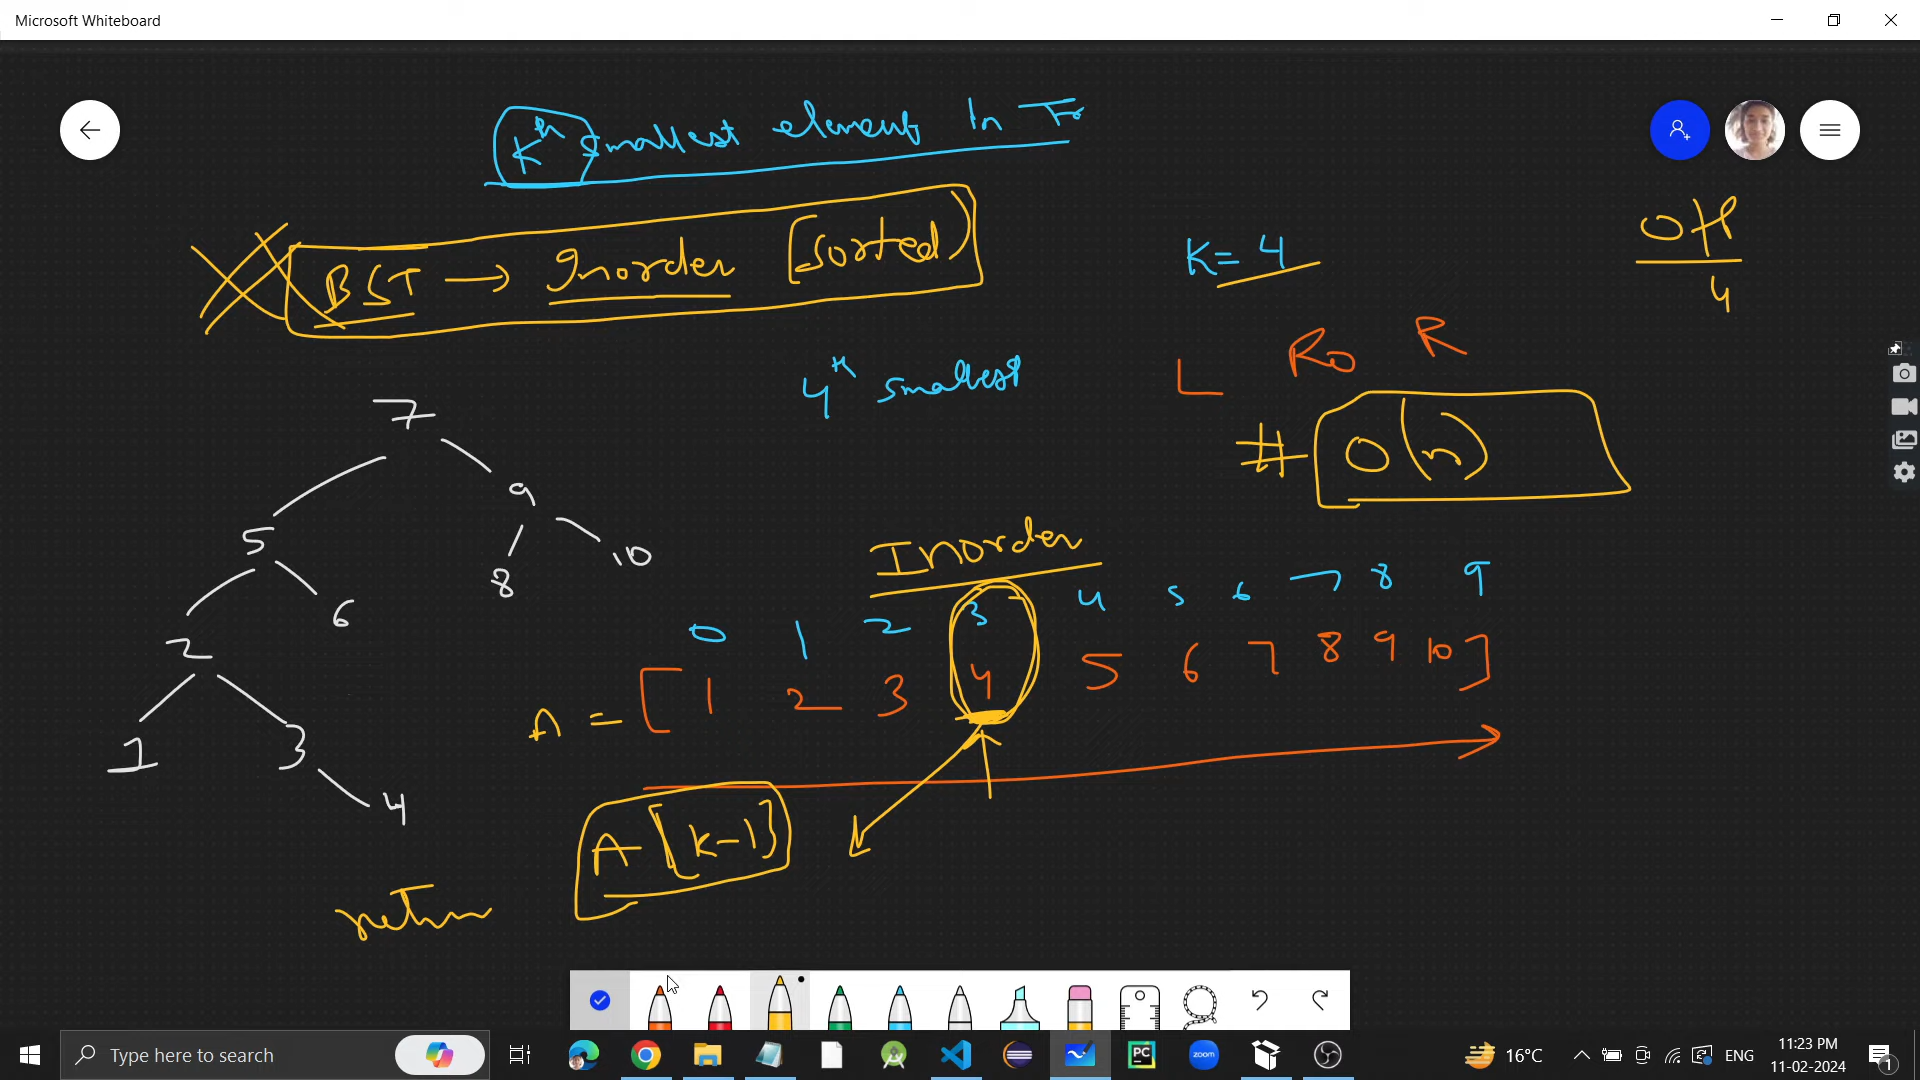 Microsoft Whiteboard
Kth smallest element in Tr
BST → Inorder [sorted]
K = 4
O/P
4
4th smallest
L Ro R
# O(n)
7
9
5
8 10
6
2
1 3
4
Inorder
0 1 2 3 4 5 6 7 8 9
A = [1 2 3 4 5 6 7 8 9 10]
return A[k-1]
Type here to search
PC
zoom
16°C
ENG
11:23 PM
11-02-2024
1